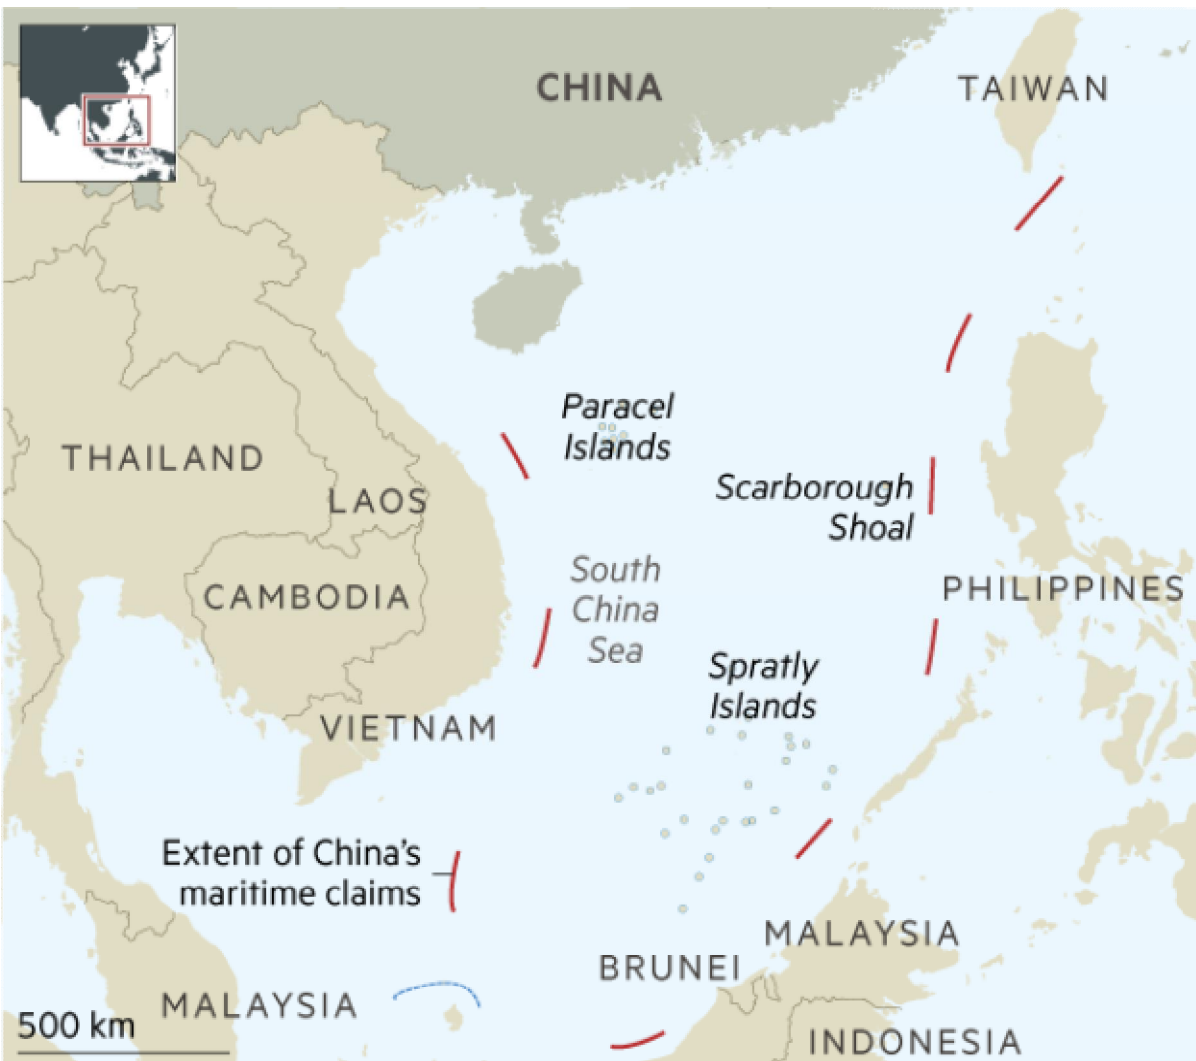 CHINA
TAIWAN
Paracel
Islands
THAILAND
LAOS
Scarborough
Shoal
South
China
Sea
CAMBODIA
PHILIPPINES
Spratly
Islands
VIETNAM
Extent of China’s
maritime claims
MALAYSIA
BRUNEI
MALAYSIA
500 km
INDONESIA